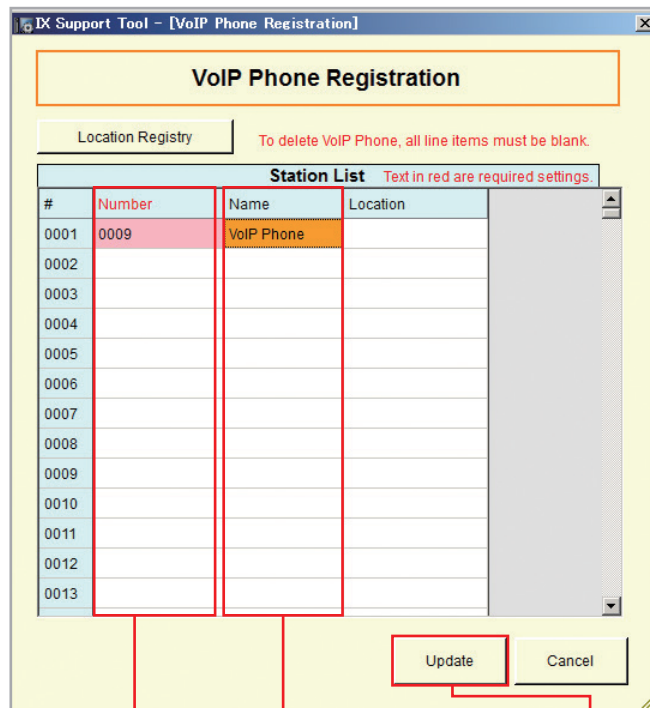 IX Support Tool - [VoIP Phone Registration]
VoIP Phone Registration
Location Registry To delete VoIP Phone, all line items must be blank.
Station List Text in red are required settings.
# Number Name Location
0001 0009 VoIP Phone
0002
0003
0004
0005
0006
0007
0008
0009
0010
0011
0012
0013
Update Cancel